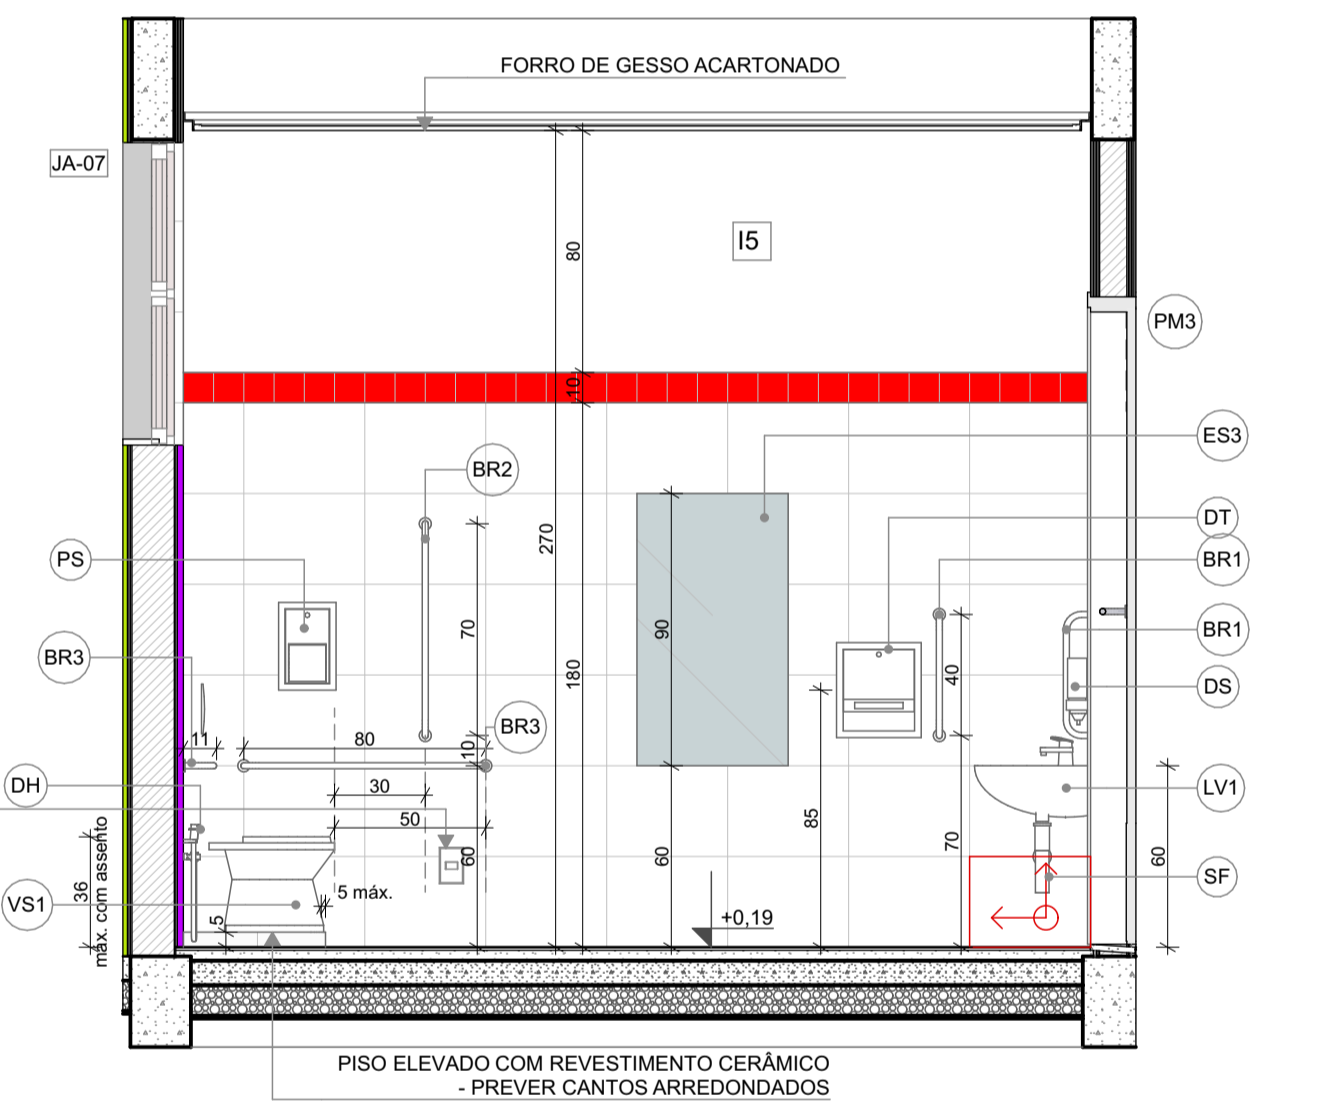 FORRO DE GESSO ACARTONADO
JA-07
I5
80
PM3
10
ES3
BR2
DT
270
PS
BR1
70
90
BR1
BR3
180
40
DS
BR3
11
80
10
DH
30
LV1
50
85
70
60
60
60
36
máx. com assento
VS1
5 máx.
SF
5
+0,19
PISO ELEVADO COM REVESTIMENTO CERÂMICO
- PREVER CANTOS ARREDONDADOS